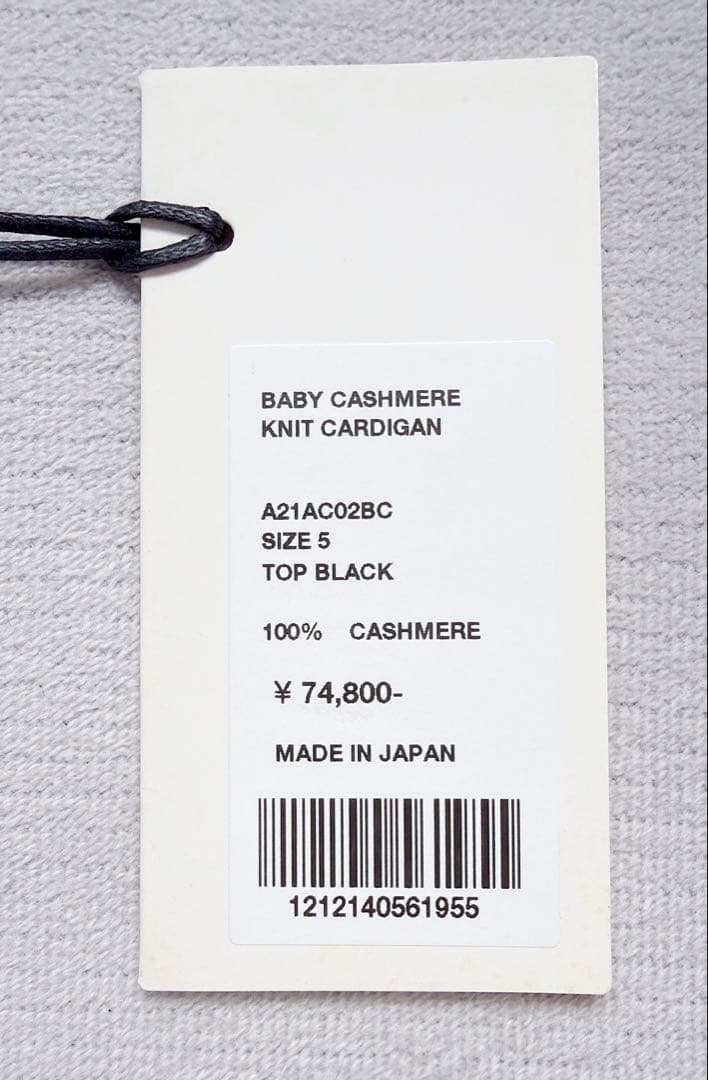 BABY CASHMERE
KNIT CARDIGAN
A21AC02BC
SIZE 5
TOP BLACK
100% CASHMERE
¥ 74,800-
MADE IN JAPAN
1212140561955